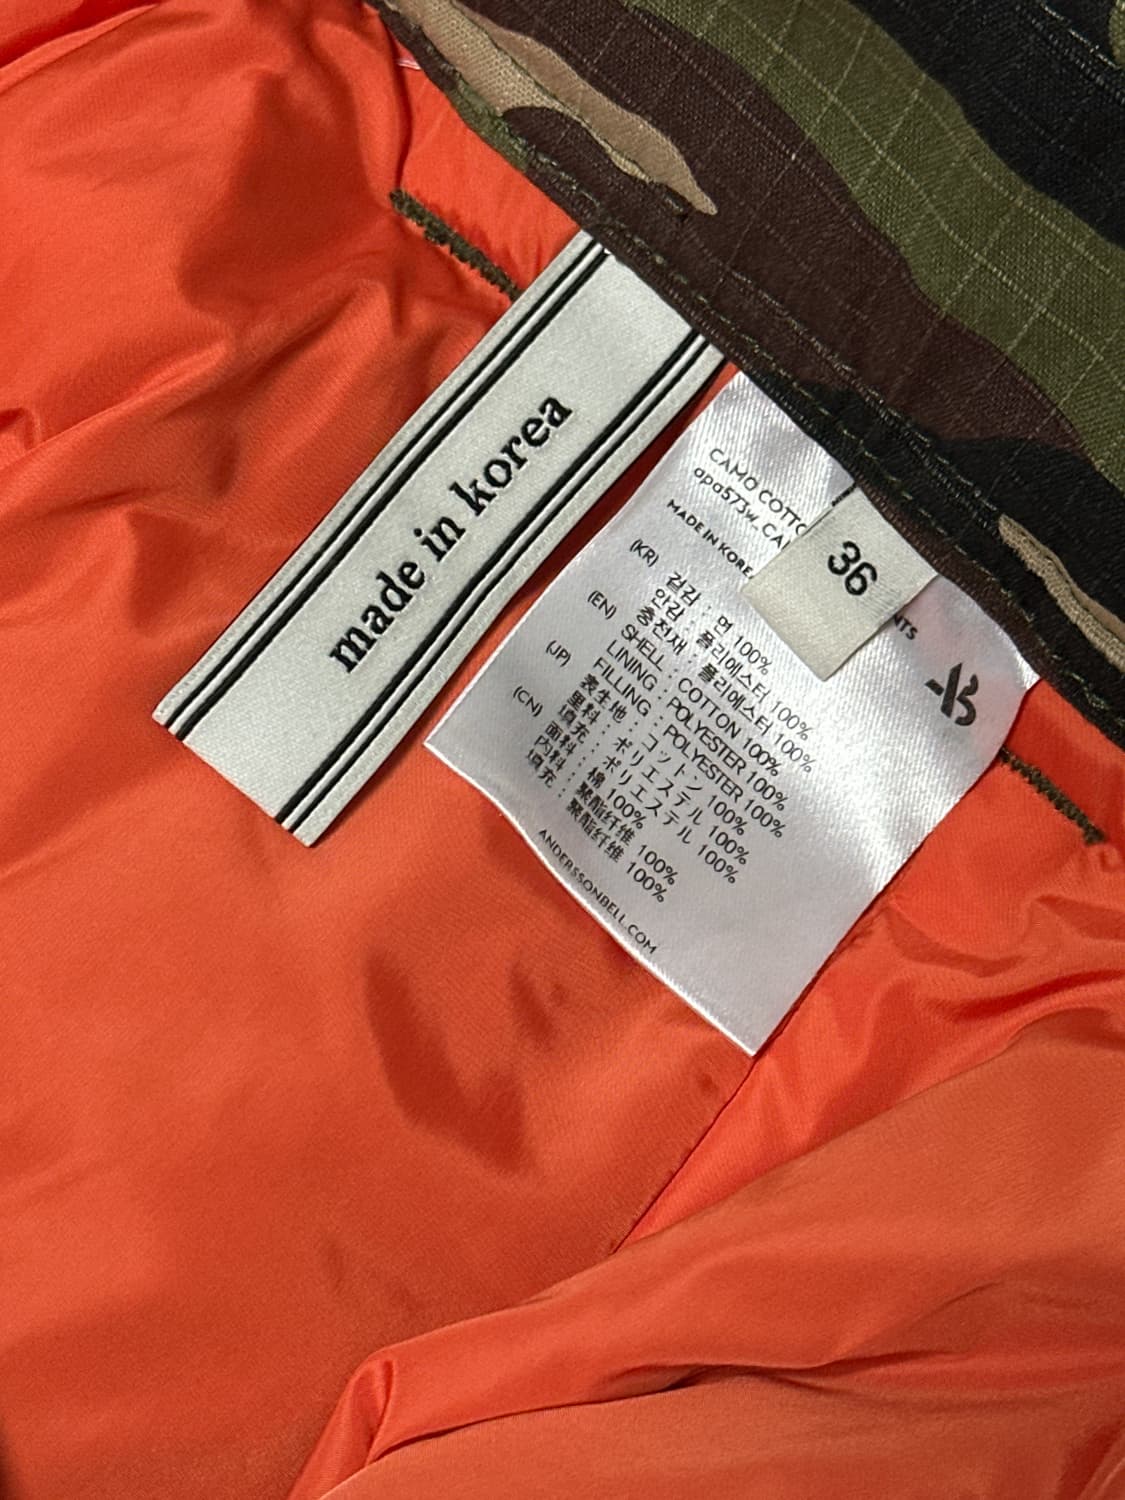 made in korea
CAMO COTTO
apa573w_CA
MADE IN KORE
36
NTS
(KR) 겉감 : 면 100%
안감 : 폴리에스터 100%
충전재 : 폴리에스터 100%
(EN) SHELL : COTTON 100%
LINING : POLYESTER 100%
FILLING : POLYESTER 100%
(JP) 表生地 : コットン 100%
里料 : ポリエステル 100%
填充 : ポリエステル 100%
(CN) 面料 : 棉 100%
内料 : 聚酯纤维 100%
填充 : 聚酯纤维 100%
ANDERSSONBELL.COM